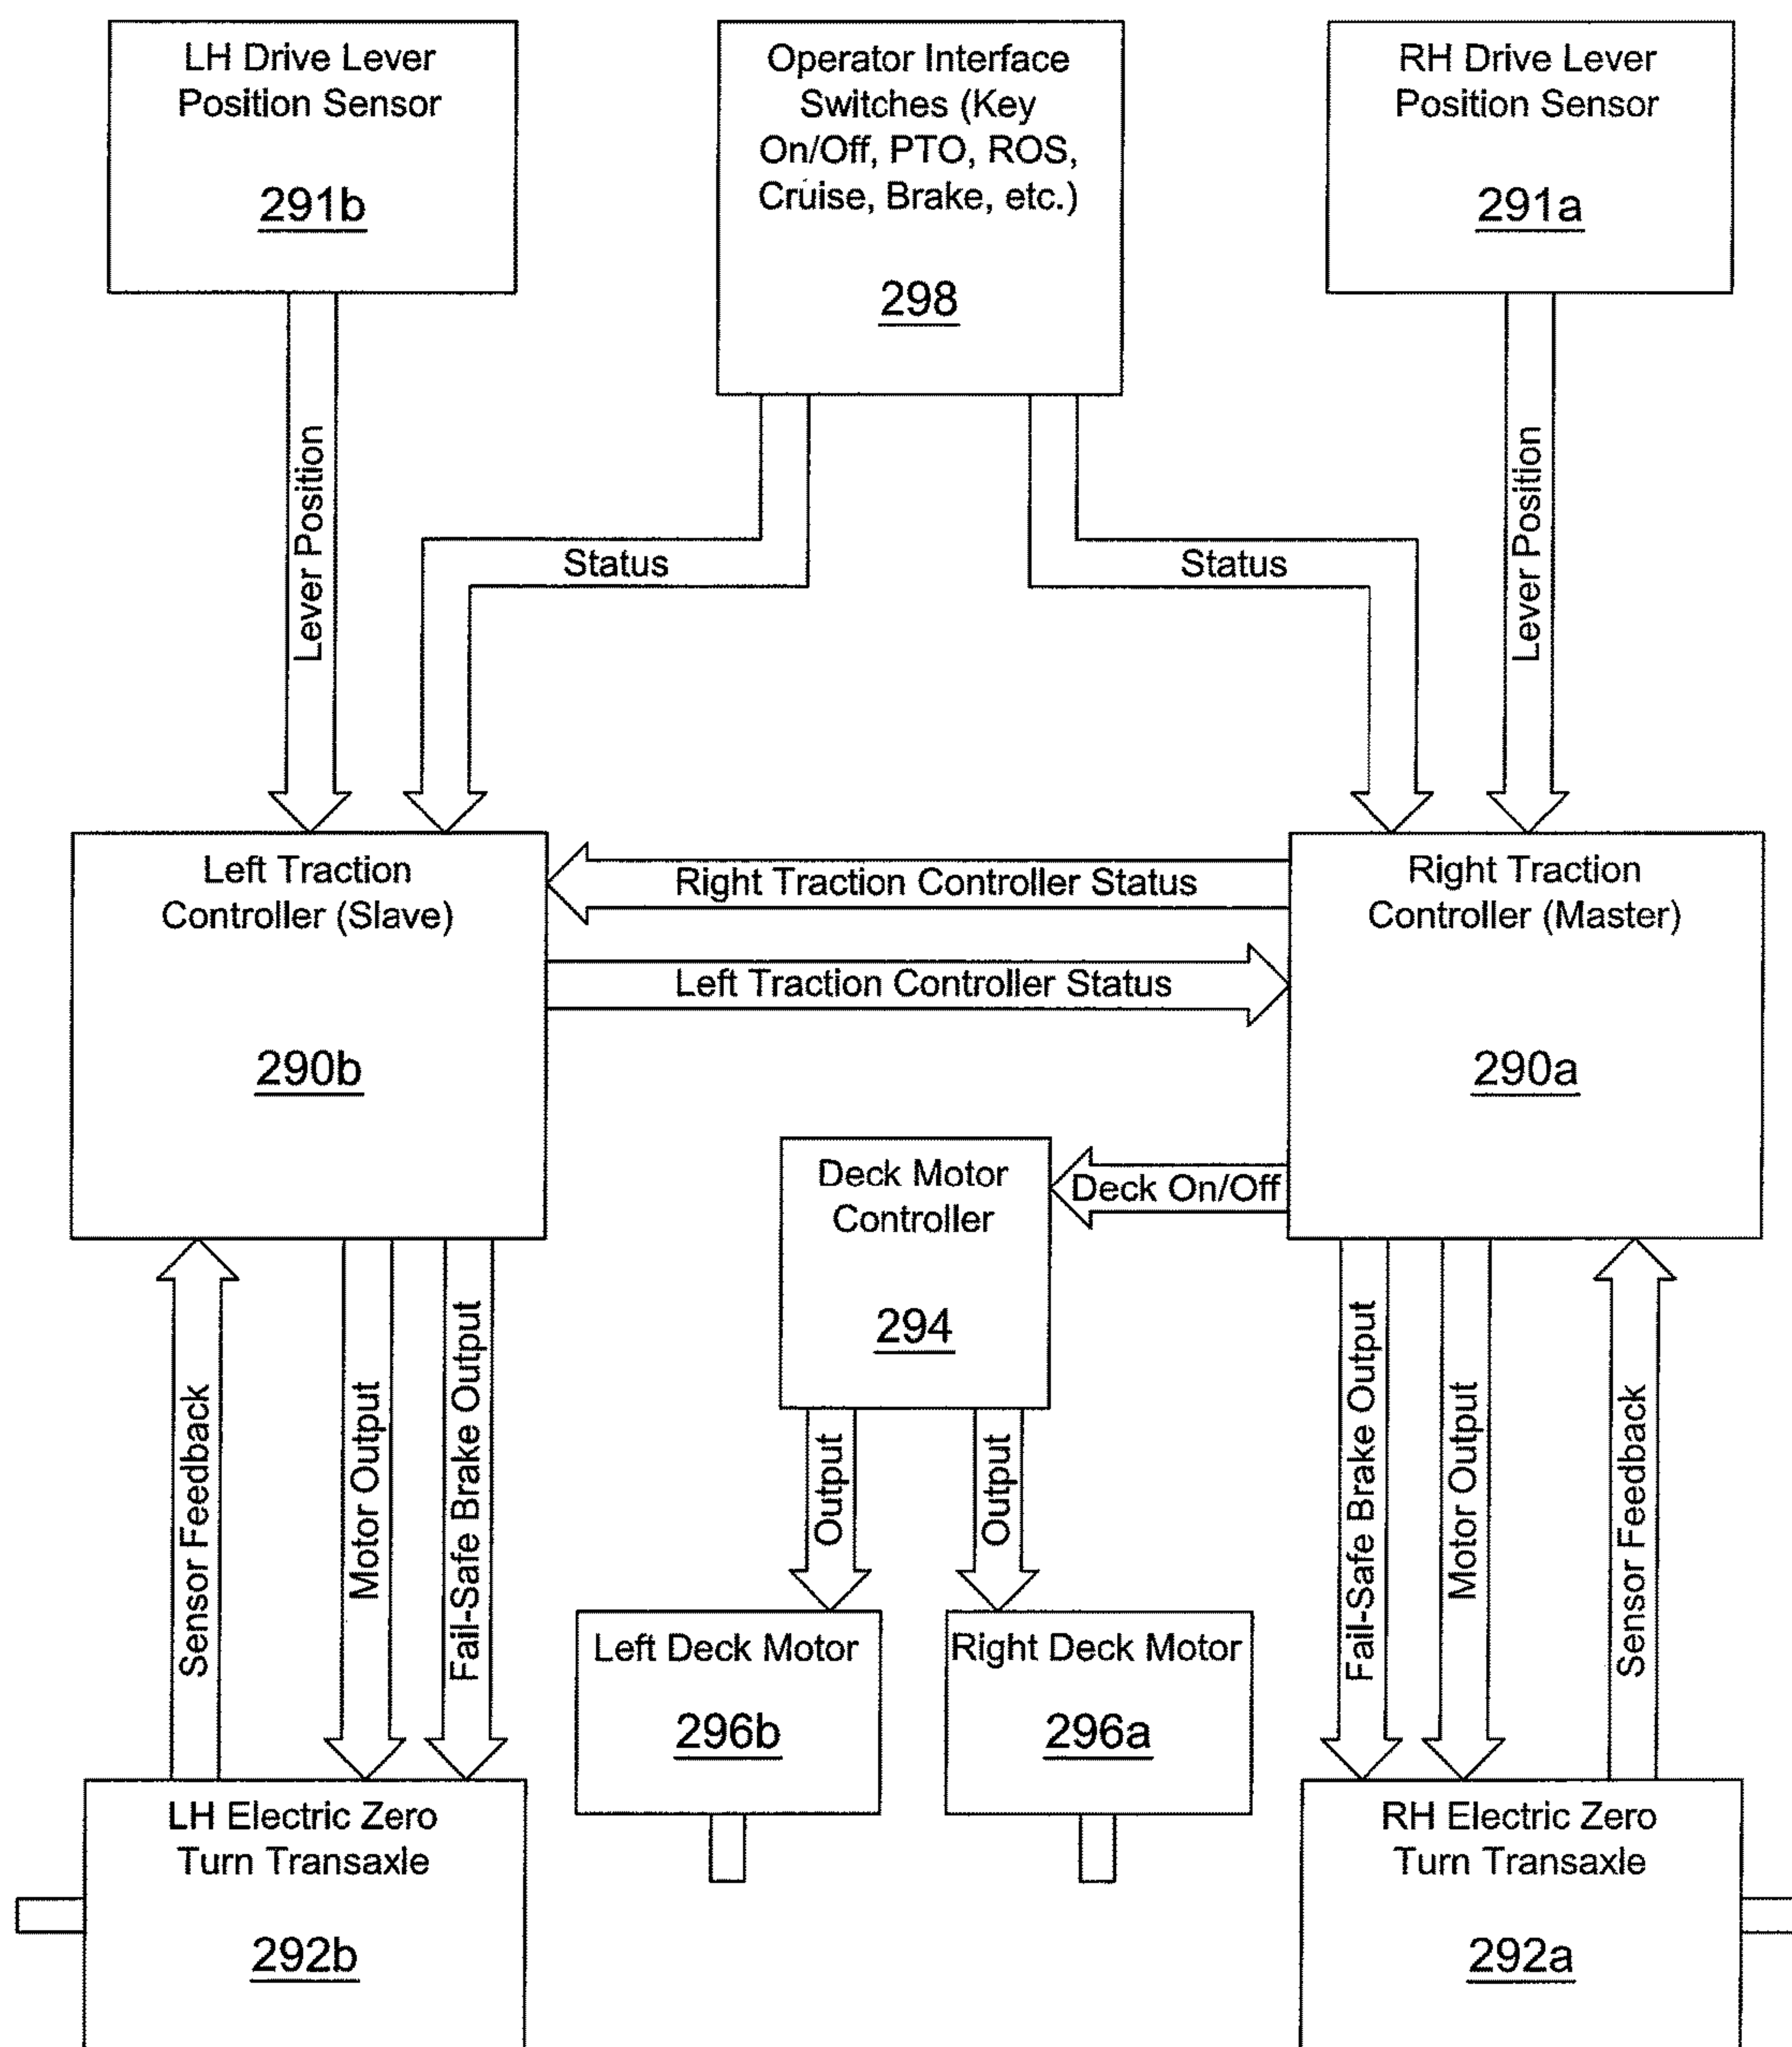 LH Drive Lever
Position Sensor
291b
Operator Interface
Switches (Key
On/Off, PTO, ROS,
Cruise, Brake, etc.)
298
RH Drive Lever
Position Sensor
291a
Lever Position
Status
Status
Lever Position
Left Traction
Controller (Slave)
290b
Right Traction Controller Status
Left Traction Controller Status
Right Traction
Controller (Master)
290a
Deck Motor
Controller
294
Deck On/Off
Sensor Feedback
Motor Output
Fail-Safe Brake Output
Output
Output
Fail-Safe Brake Output
Motor Output
Sensor Feedback
Left Deck Motor
296b
Right Deck Motor
296a
LH Electric Zero
Turn Transaxle
292b
RH Electric Zero
Turn Transaxle
292a